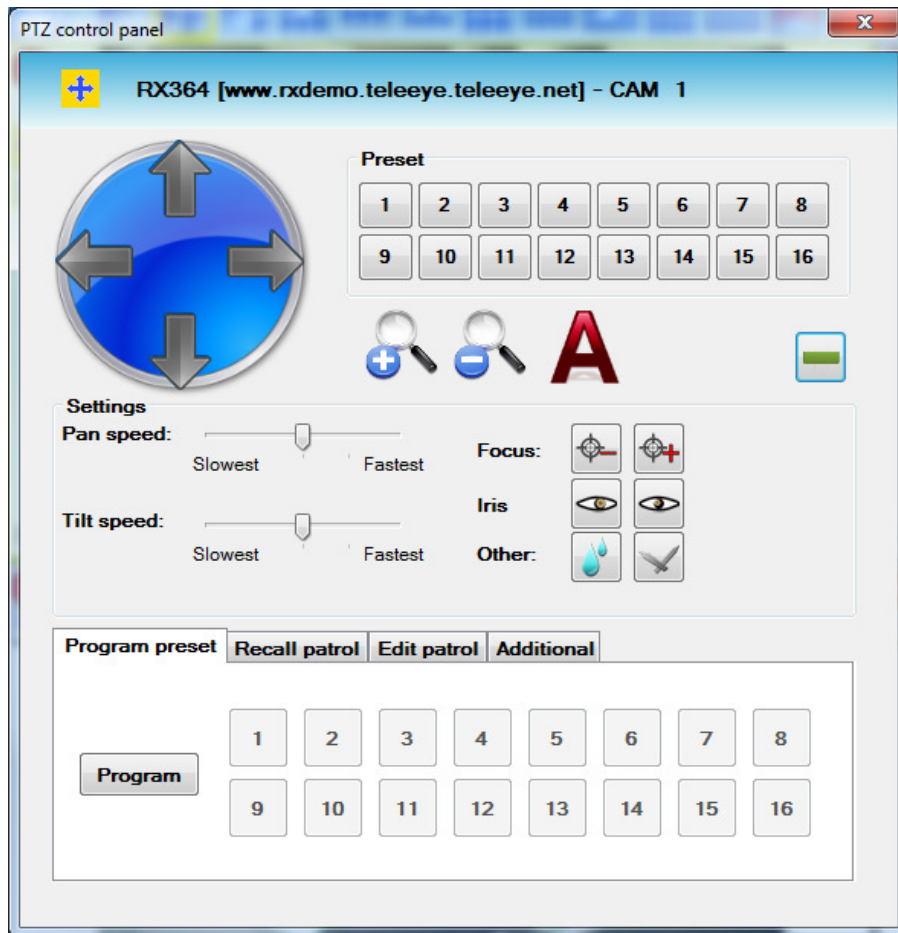 PTZ control panel
RX364 [www.rxdemo.teleeye.teleeye.net] - CAM 1
Preset
1 2 3 4 5 6 7 8
9 10 11 12 13 14 15 16
A
Settings
Pan speed:
Slowest Fastest
Focus:
Iris
Tilt speed:
Slowest Fastest
Other:
Program preset Recall patrol Edit patrol Additional
1 2 3 4 5 6 7 8
Program
9 10 11 12 13 14 15 16